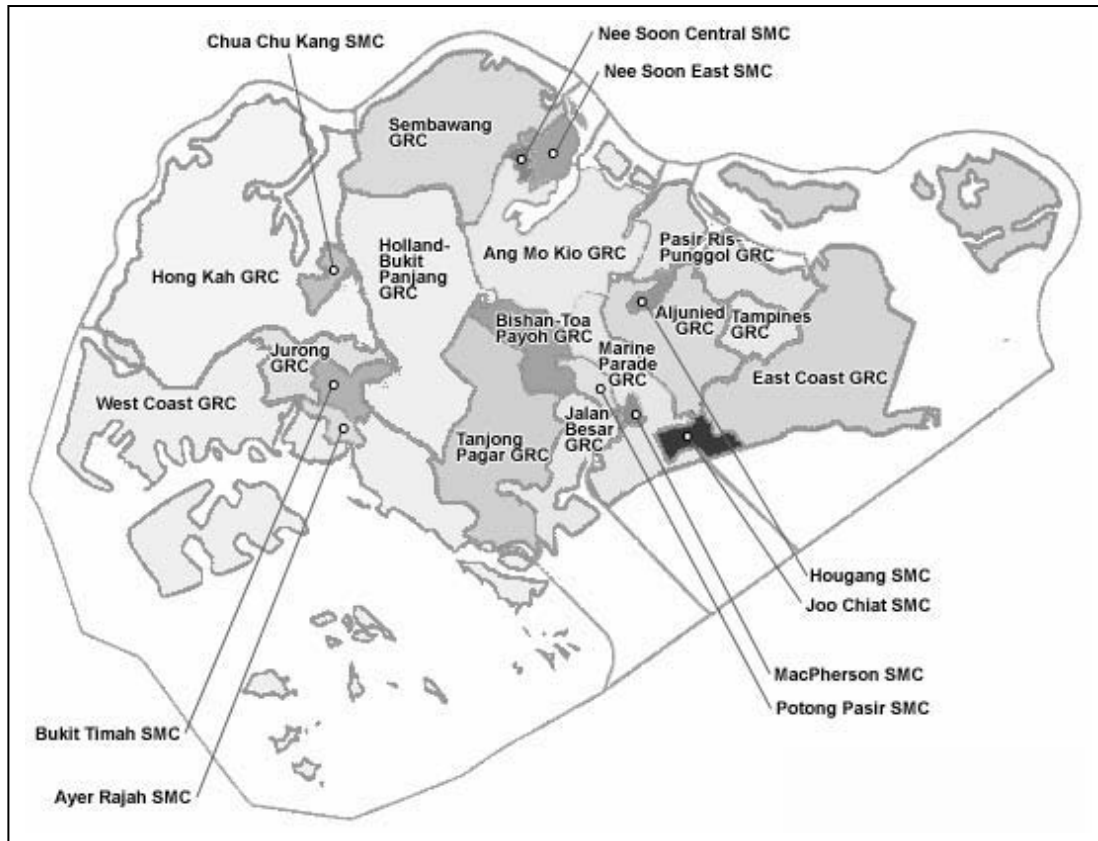 Nee Soon Central SMC
Chua Chu Kang SMC
Nee Soon East SMC
Sembawang
GRC
Holland-
Bukit
Panjang
GRC
Ang Mo Kio GRC
Pasir Ris-
Punggol GRC
Hong Kah GRC
Bishan-Toa
Payoh GRC
Aljunied
GRC
Tampines
GRC
Jurong
GRC
Marine
Parade
GRC
East Coast GRC
West Coast GRC
Jalan
Besar
GRC
Tanjong
Pagar GRC
Hougang SMC
Joo Chiat SMC
MacPherson SMC
Potong Pasir SMC
Bukit Timah SMC
Ayer Rajah SMC